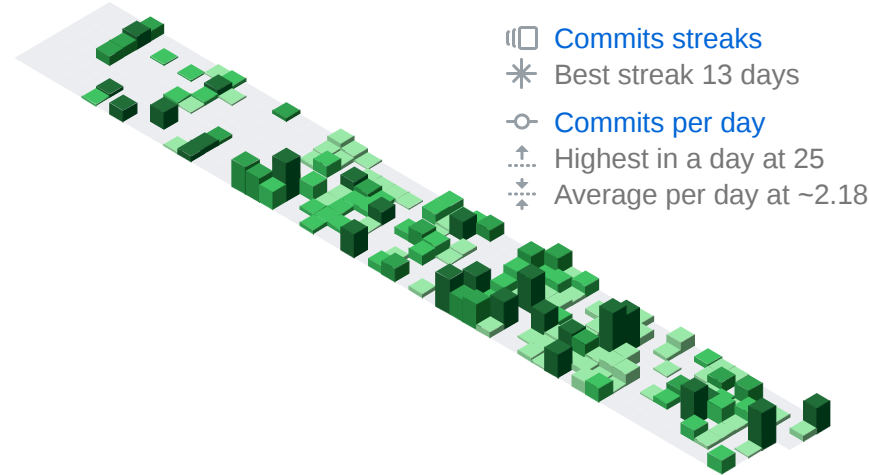 Commits streaks
Best streak 13 days
Commits per day
Highest in a day at 25
Average per day at ~2.18